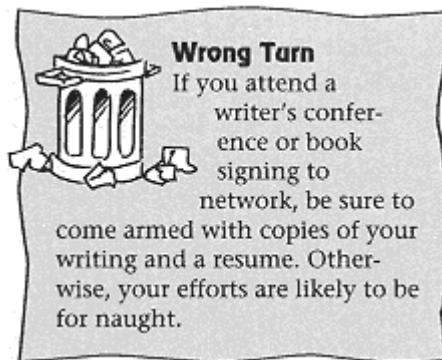 Wrong Turn
If you attend a
writer's confer-
ence or book
signing to
network, be sure to
come armed with copies of your
writing and a resume. Other-
wise, your efforts are likely to be
for naught.